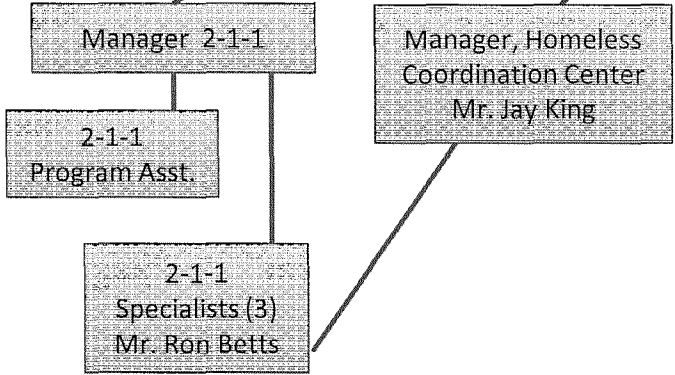 Manager 2-1-1
Manager, Homeless
Coordination Center
Mr. Jay King
2-1-1
Program Asst.
2-1-1
Specialists (3)
Mr. Ron Betts